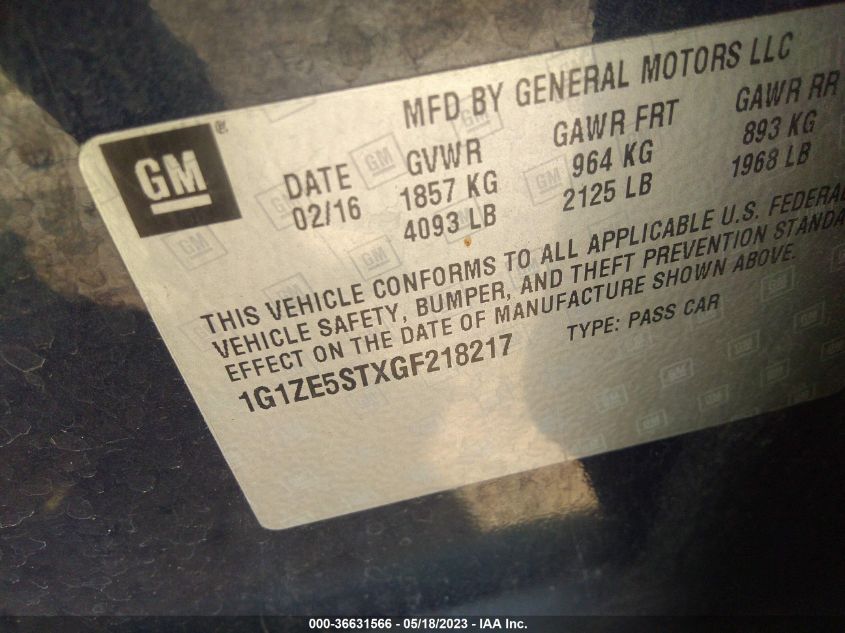 MFD BY GENERAL MOTORS LLC
GM
DATE GVWR GAWR FRT GAWR RR
02/16 1857 KG 964 KG 893 KG
4093 LB 2125 LB 1968 LB
THIS VEHICLE CONFORMS TO ALL APPLICABLE U.S. FEDERAL
VEHICLE SAFETY, BUMPER, AND THEFT PREVENTION STANDA
EFFECT ON THE DATE OF MANUFACTURE SHOWN ABOVE.
1G1ZE5STXGF218217 TYPE: PASS CAR
000-36631566 - 05/18/2023 - IAA Inc.